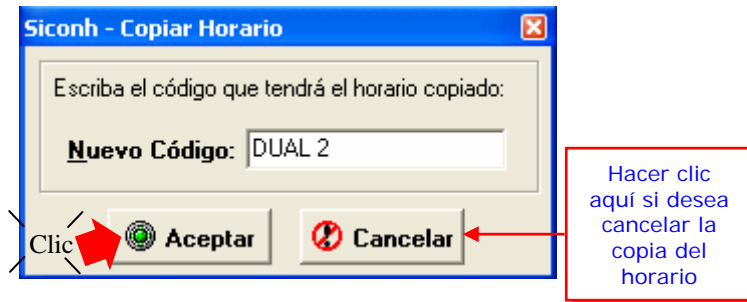 Siconh - Copiar Horario
Escriba el código que tendrá el horario copiado:
Nuevo Código: DUAL 2
Clic
Aceptar
Cancelar
Hacer clic
aquí si desea
cancelar la
copia del
horario